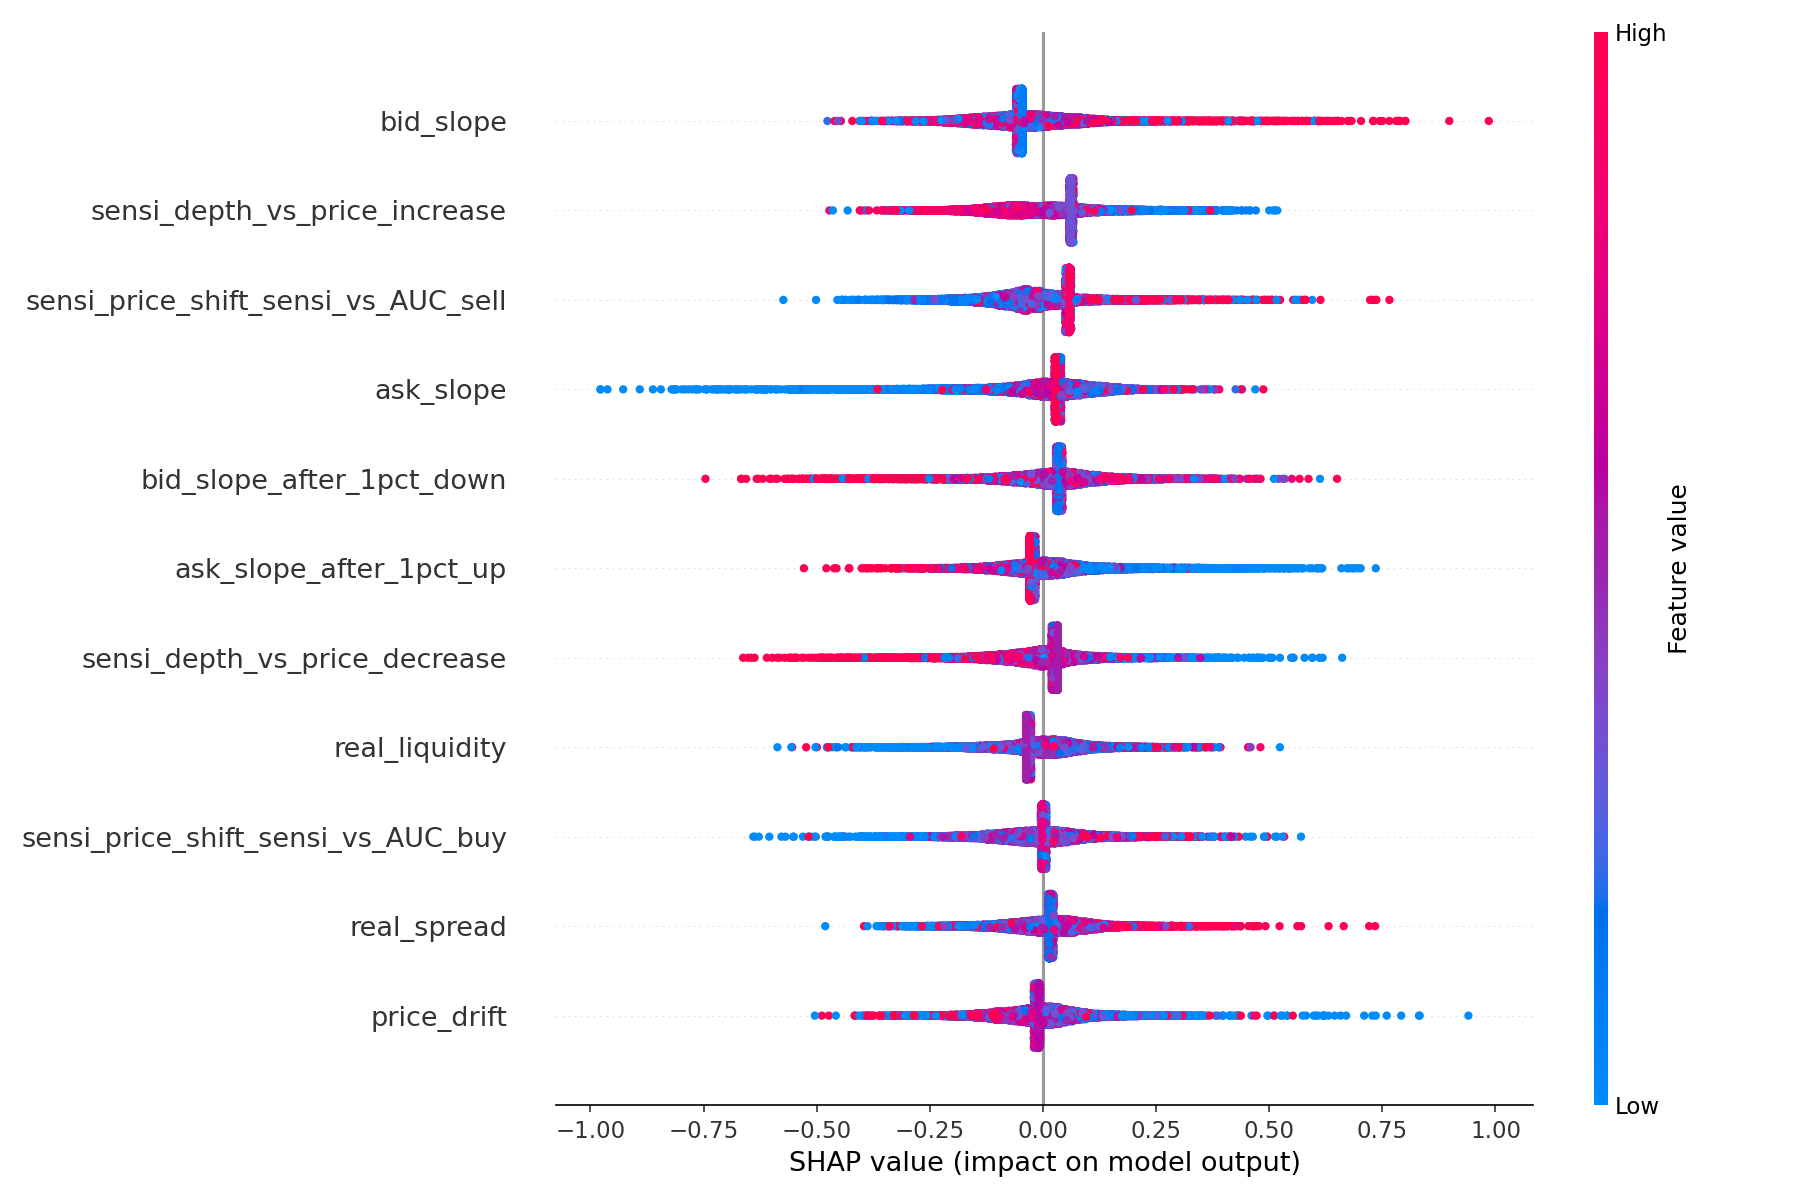 High
bid_slope
sensi_depth_vs_price_increase
sensi_price_shift_sensi_vs_AUC_sell
ask_slope
bid_slope_after_1pct_down
ask_slope_after_1pct_up
sensi_depth_vs_price_decrease
real_liquidity
sensi_price_shift_sensi_vs_AUC_buy
real_spread
price_drift
Feature value
Low
−1.00 −0.75 −0.50 −0.25 0.00 0.25 0.50 0.75 1.00
SHAP value (impact on model output)